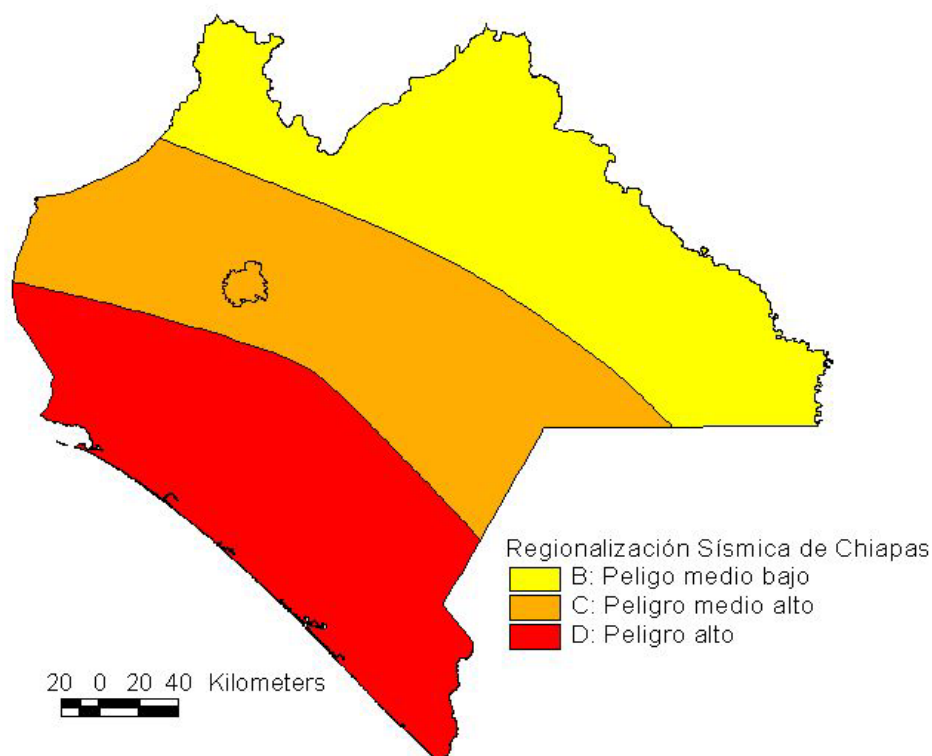 Regionalización Sísmica de Chiapas
B: Peligo medio bajo
C: Peligro medio alto
D: Peligro alto
20 0 20 40 Kilometers